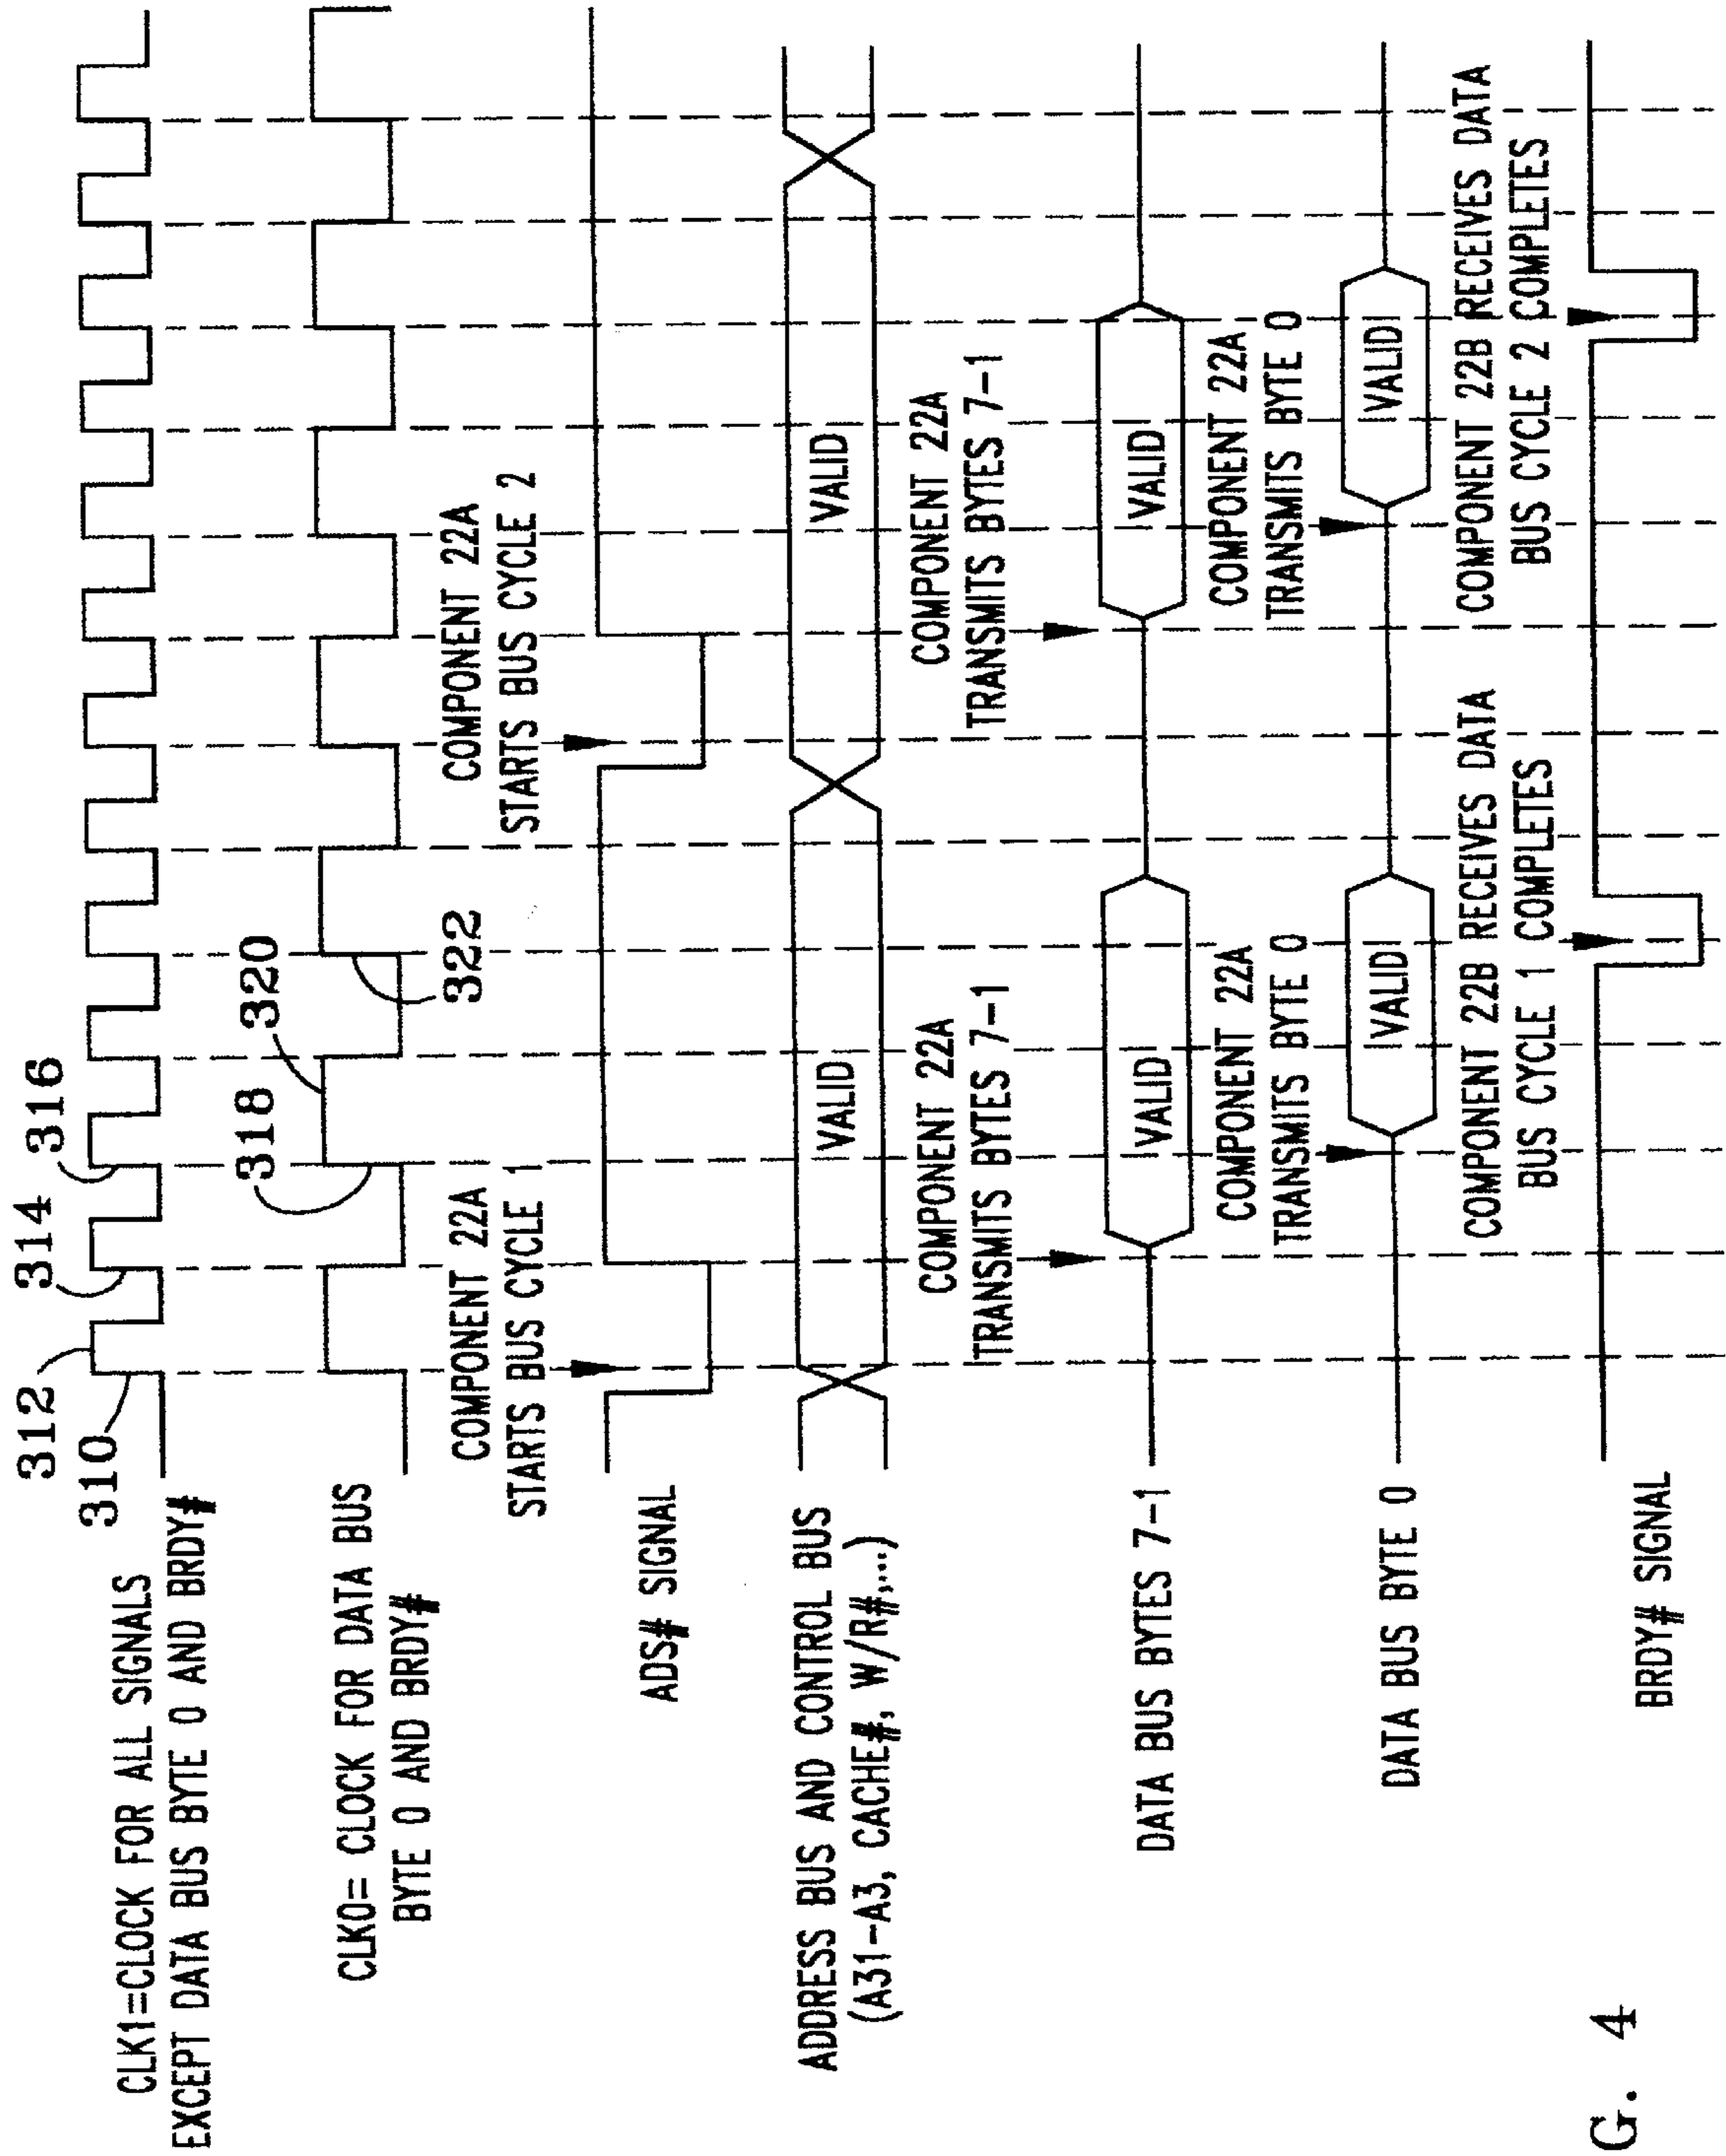 312
314
316
310
CLK1=CLOCK FOR ALL SIGNALS
EXCEPT DATA BUS BYTE 0 AND BRDY#
320
318
322
CLK0= CLOCK FOR DATA BUS
BYTE 0 AND BRDY#
COMPONENT 22A
STARTS BUS CYCLE 1
COMPONENT 22A
STARTS BUS CYCLE 2
ADS# SIGNAL
ADDRESS BUS AND CONTROL BUS
(A31-A3, CACHE#, W/R#,...)
VALID
VALID
COMPONENT 22A
TRANSMITS BYTES 7-1
COMPONENT 22A
TRANSMITS BYTES 7-1
DATA BUS BYTES 7-1
VALID
VALID
COMPONENT 22A
TRANSMITS BYTE 0
COMPONENT 22A
TRANSMITS BYTE 0
DATA BUS BYTE 0
VALID
VALID
COMPONENT 22B RECEIVES DATA
BUS CYCLE 1 COMPLETES
COMPONENT 22B RECEIVES DATA
BUS CYCLE 2 COMPLETES
BRDY# SIGNAL
G. 4